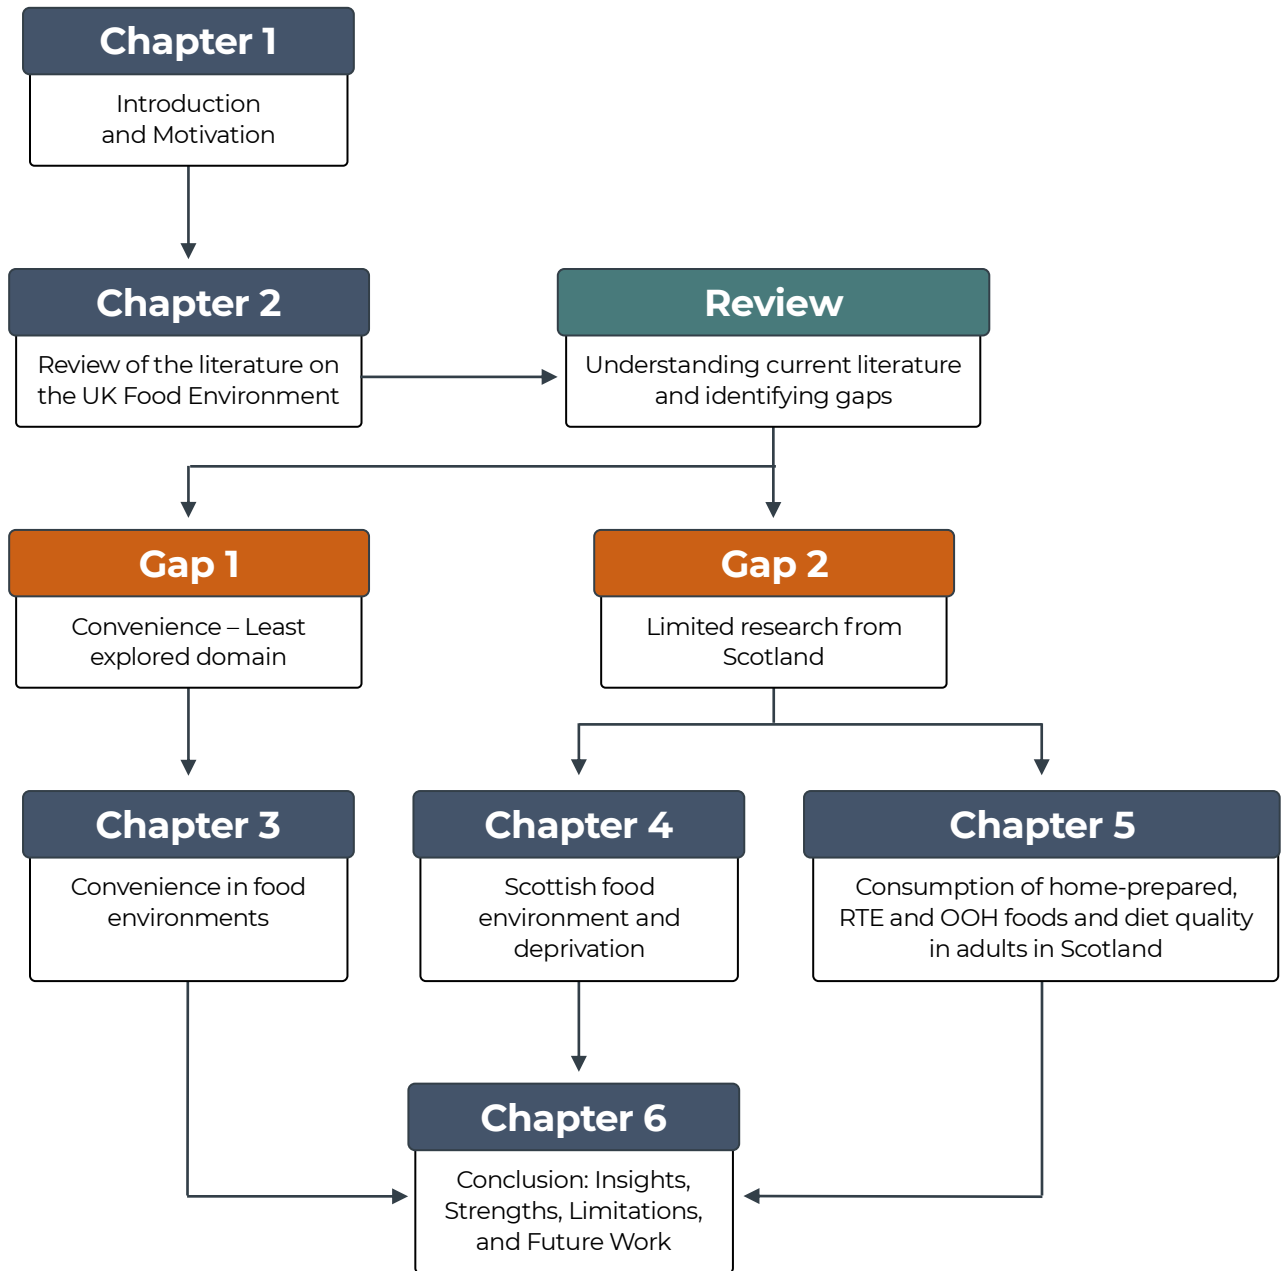 Chapter 1
Introduction
and Motivation
Chapter 2
Review of the literature on
the UK Food Environment
Review
Understanding current literature
and identifying gaps
Gap 1
Convenience – Least
explored domain
Gap 2
Limited research from
Scotland
Chapter 3
Convenience in food
environments
Chapter 4
Scottish food
environment and
deprivation
Chapter 5
Consumption of home-prepared,
RTE and OOH foods and diet quality
in adults in Scotland
Chapter 6
Conclusion: Insights,
Strengths, Limitations,
and Future Work